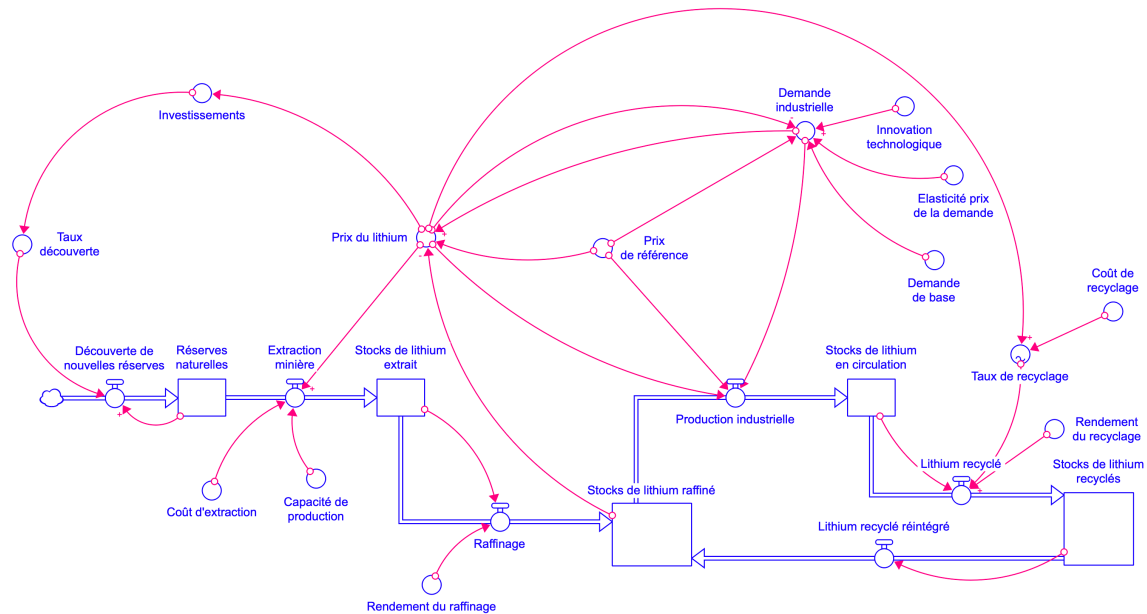 Demande
industrielle
Investissements
Innovation
technologique
Elasticité prix
de la demande
Taux
découverte
Prix du lithium
Prix
de référence
Demande
de base
Coût de
recyclage
Découverte de
nouvelles réserves
Réserves
naturelles
Extraction
minière
Stocks de lithium
extrait
Stocks de lithium
en circulation
Taux de recyclage
Production industrielle
Rendement
du recyclage
Lithium recyclé
Stocks de lithium
recyclés
Coût d'extraction
Capacité de
production
Stocks de lithium raffiné
Raffinage
Lithium recyclé réintégré
Rendement du raffinage